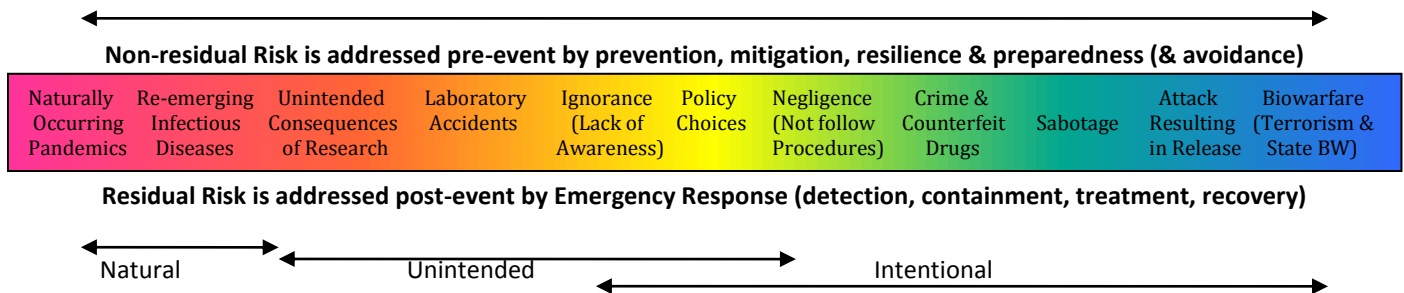 Non-residual Risk is addressed pre-event by prevention, mitigation, resilience & preparedness (& avoidance)
Naturally Occurring Pandemics
Re-emerging Infectious Diseases
Unintended Consequences of Research
Laboratory Accidents
Ignorance (Lack of Awareness)
Policy Choices
Negligence (Not follow Procedures)
Crime & Counterfeit Drugs
Sabotage
Attack Resulting in Release
Biowarfare (Terrorism & State BW)
Residual Risk is addressed post-event by Emergency Response (detection, containment, treatment, recovery)
Natural
Unintended
Intentional